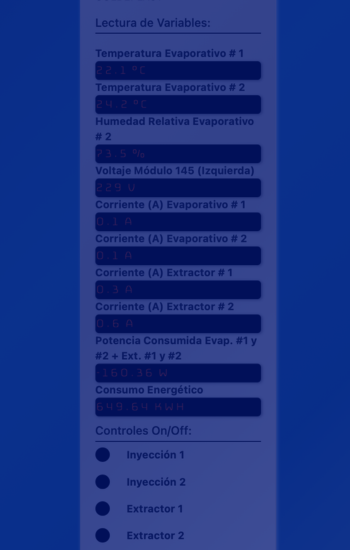 Lectura de Variables:
Temperatura Evaporativo # 1
22.1 °C
Temperatura Evaporativo # 2
24.2 °C
Humedad Relativa Evaporativo
# 2
73.5 %
Voltaje Módulo 145 (Izquierda)
229 V
Corriente (A) Evaporativo # 1
0.1 A
Corriente (A) Evaporativo # 2
0.1 A
Corriente (A) Extractor # 1
0.3 A
Corriente (A) Extractor # 2
0.6 A
Potencia Consumida Evap. #1 y
#2 + Ext. #1 y #2
160.36 W
Consumo Energético
649.64 KWH
Controles On/Off:
Inyección 1
Inyección 2
Extractor 1
Extractor 2